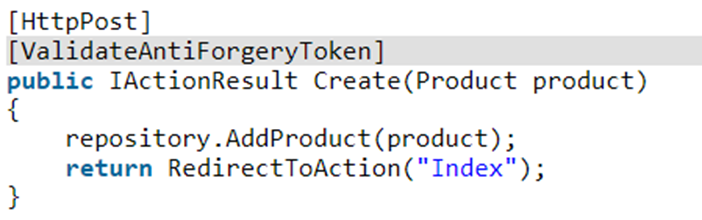 [HttpPost]
[ValidateAntiForgeryToken]
public IActionResult Create(Product product)
{
    repository.AddProduct(product);
    return RedirectToAction("Index");
}